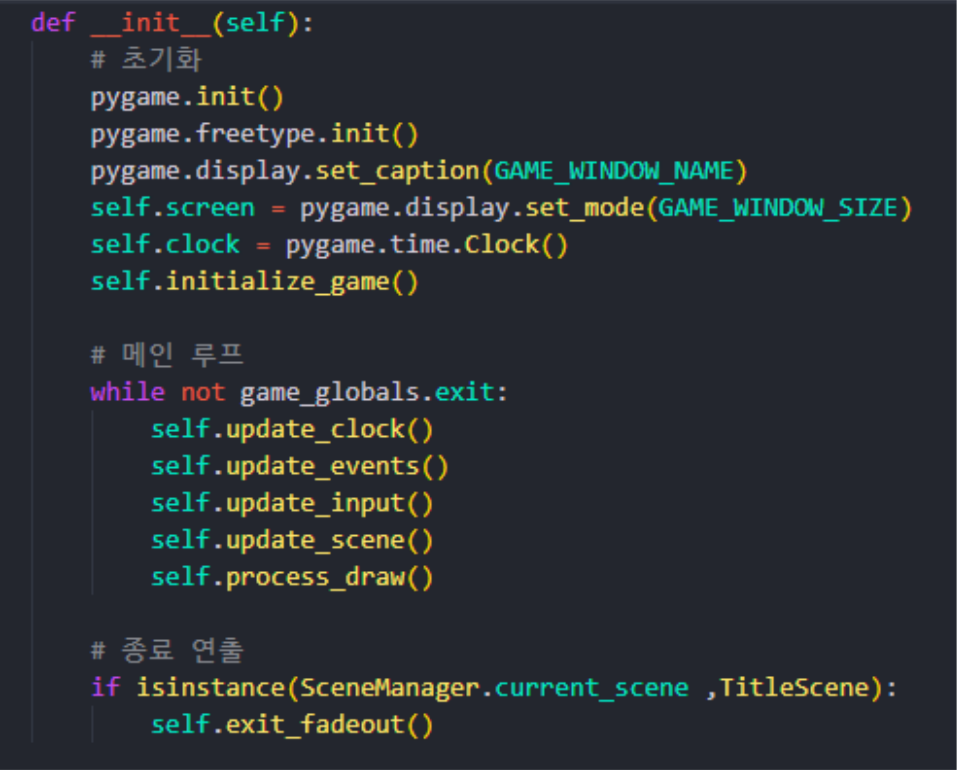 def __init__(self):
# 초기화
pygame.init()
pygame.freetype.init()
pygame.display.set_caption(GAME_WINDOW_NAME)
self.screen = pygame.display.set_mode(GAME_WINDOW_SIZE)
self.clock = pygame.time.Clock()
self.initialize_game()
# 메인 루프
while not game_globals.exit:
self.update_clock()
self.update_events()
self.update_input()
self.update_scene()
self.process_draw()
# 종료 연출
if isinstance(SceneManager.current_scene ,TitleScene):
self.exit_fadeout()